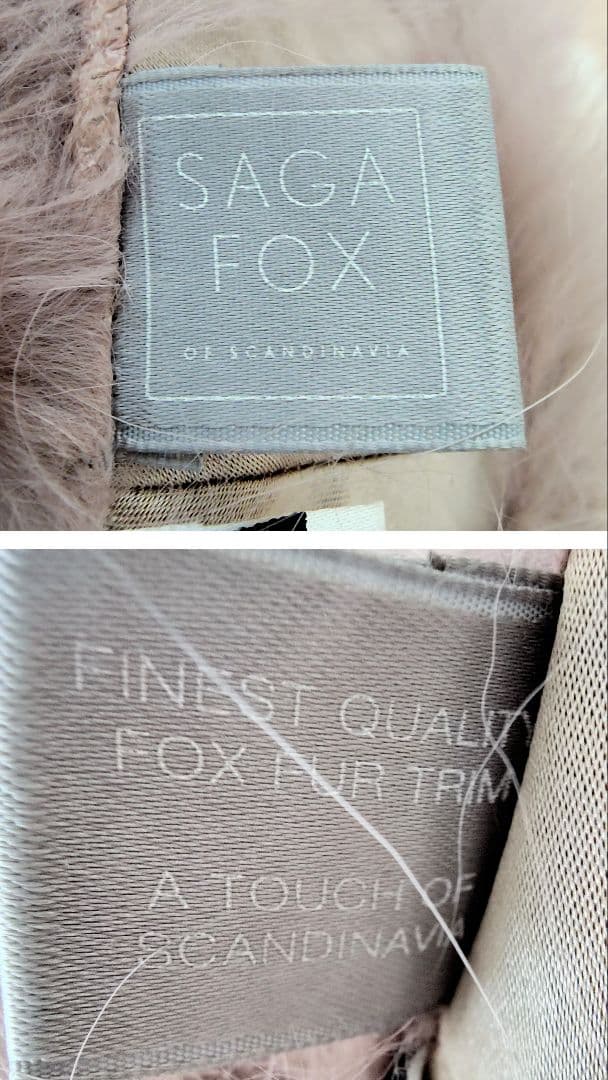 SAGA
FOX
OF SCANDINAVIA
FINEST QUALITY
FOX FUR TRIM
A TOUCH OF
SCANDINAVIA